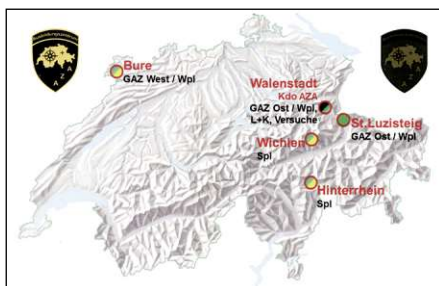 Bure
GAZ West / Wpl
Walenstadt
Kdo AZA
GAZ Ost / Wpl,
L+K, Versuche
St.Luzisteig
GAZ Ost / Wpl
Wichlen
Spl
Hinterrhein
Spl